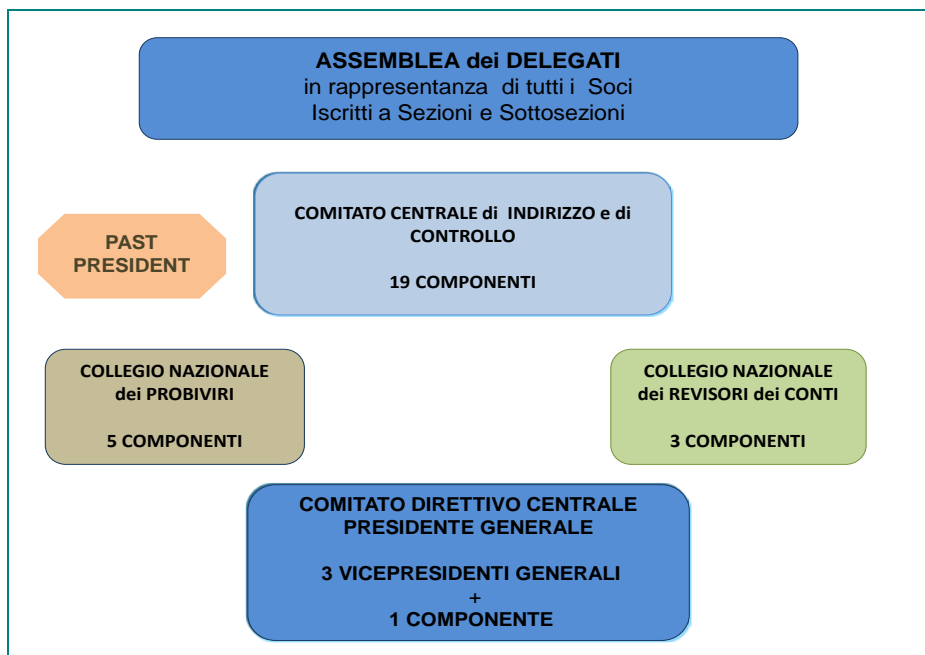 ASSEMBLEA dei DELEGATI
in rappresentanza di tutti i Soci
Iscritti a Sezioni e Sottosezioni
COMITATO CENTRALE di INDIRIZZO e di
CONTROLLO
19 COMPONENTI
PAST
PRESIDENT
COLLEGIO NAZIONALE
dei PROBIVIRI
5 COMPONENTI
COLLEGIO NAZIONALE
dei REVISORI dei CONTI
3 COMPONENTI
COMITATO DIRETTIVO CENTRALE
PRESIDENTE GENERALE
3 VICEPRESIDENTI GENERALI
+
1 COMPONENTE